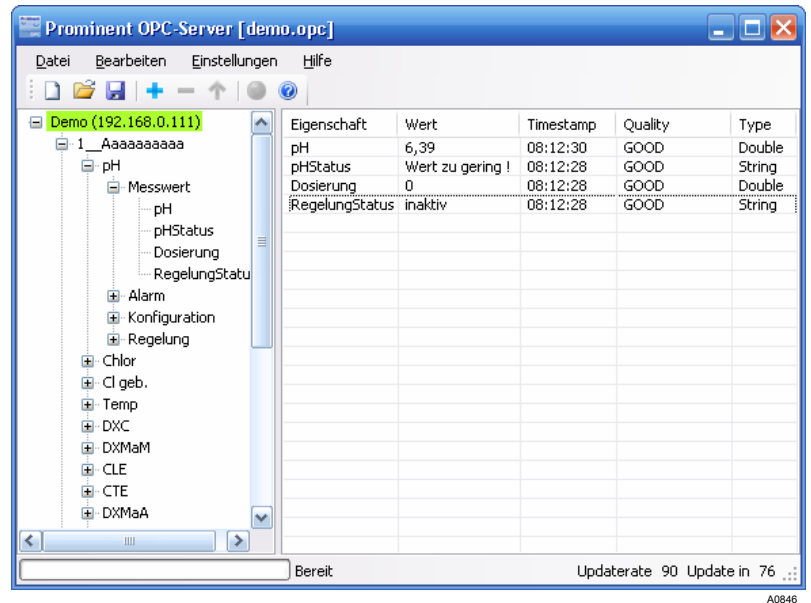 Prominent OPC-Server [demo.opc]
Datei Bearbeiten Einstellungen Hilfe
Demo (192.168.0.111)
1__Aaaaaaaaaa
pH
Messwert
pH
pHStatus
Dosierung
RegelungStatu
Alarm
Konfiguration
Regelung
Chlor
Cl geb.
Temp
DXC
DXMaM
CLE
CTE
DXMaA
Eigenschaft Wert Timestamp Quality Type
pH 6,39 08:12:30 GOOD Double
pHStatus Wert zu gering ! 08:12:28 GOOD String
Dosierung 0 08:12:28 GOOD Double
RegelungStatus inaktiv 08:12:28 GOOD String
Bereit Updaterate 90 Update in 76
A0846